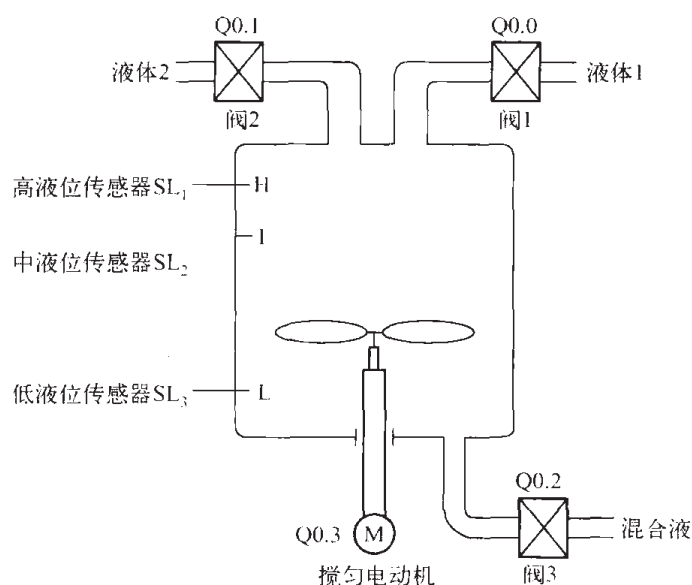 Q0.1
Q0.0
液体2
液体1
阀2
阀1
高液位传感器SL₁
H
I
中液位传感器SL₂
低液位传感器SL₃
L
Q0.2
Q0.3
M
混合液
搅匀电动机
阀3